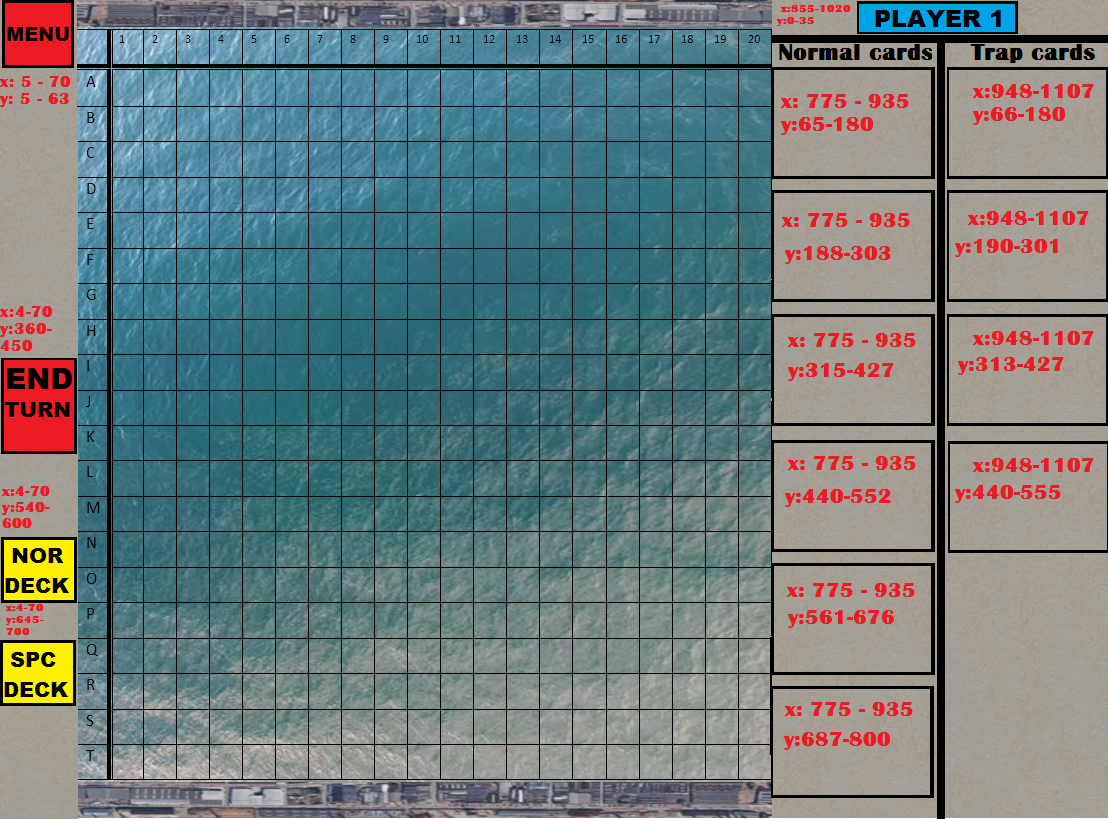 MENU
x: 5 - 70
y: 5 - 63
x:4-70
y:360-
450
END
TURN
x:4-70
y:540-
600
NOR
DECK
x:4-70
y:645-
700
SPC
DECK
1 2 3 4 5 6 7 8 9 10 11 12 13 14 15 16 17 18 19 20
A
B
C
D
E
F
G
H
I
J
K
L
M
N
O
P
Q
R
S
T
x:855-1020
y:0-35
PLAYER 1
Normal cards
x: 775 - 935
y:65-180
x: 775 - 935
y:188-303
x: 775 - 935
y:315-427
x: 775 - 935
y:440-552
x: 775 - 935
y:561-676
x: 775 - 935
y:687-800
Trap cards
x:948-1107
y:66-180
x:948-1107
y:190-301
x:948-1107
y:313-427
x:948-1107
y:440-555